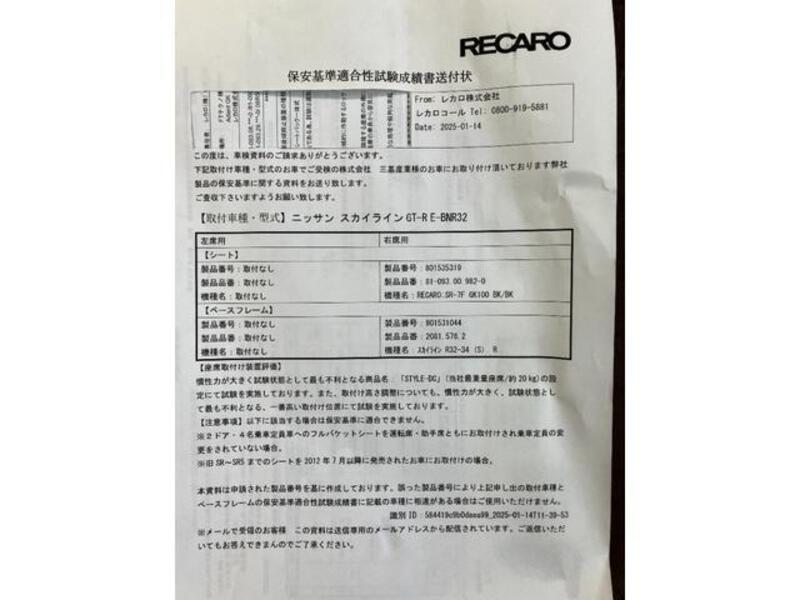 RECARO
保安基準適合性試験成績書送付状
From: レカロ株式会社
レカロコール Tel: 0800-919-5881
Date: 2025-01-14
この度は、車検資料のご請求ありがとうございます。
下記取付け車種・型式のお車でご受検の株式会社 三基産業様のお車にお取り付け頂いております弊社
製品の保安基準に関する資料をお送り致します。
ご査収下さいますようお願い致します。
【取付車種・型式】ニッサン スカイライン GT-R E-BNR32
左席用 右席用
【シート】
製品番号：取付なし 製品番号：801535319
製品品番：取付なし 製品品番：81-093.00.982-0
機種名：取付なし 機種名：RECARO SR-7F GK100 BK/BK
【ベースフレーム】
製品番号：取付なし 製品番号：801531044
製品品番：取付なし 製品品番：2081.576.2
機種名：取付なし 機種名：スカイライン R32-34 (S) R
【座席取付け装置評価】
慣性力が大きく試験状態として最も不利となる商品名：「STYLE-DC」(当社最重量座席/約20kg)の設
定にて試験を実施しております。また、取付け高さ調整についても、慣性力が大きく、試験状態とし
て最も不利となる、一番高い取付け位置にて試験を実施しております。
【注意事項】以下に該当する場合は保安基準に適合できません。
※２ドア・４名乗車定員車へのフルバケットシートを運転席・助手席ともにお取付けされ乗車定員の変
更をされていない場合。
※旧SR～SR5までのシートを2012年7月以降に発売されたお車にお取付けの場合。
本資料は申請された製品番号を基に作成しております。誤った製品番号により上記申し出の取付車種と
ベースフレームの保安基準適合性試験成績書に記載の車種に相違がある場合はご使用いただけません。
識別ID：584419c9b0daea99_2025-01-14T11-39-53
※メールで受領のお客様 この資料は送信専用のメールアドレスから配信されています。ご返信いただ
いてもお答えできまんのでご了承ください。